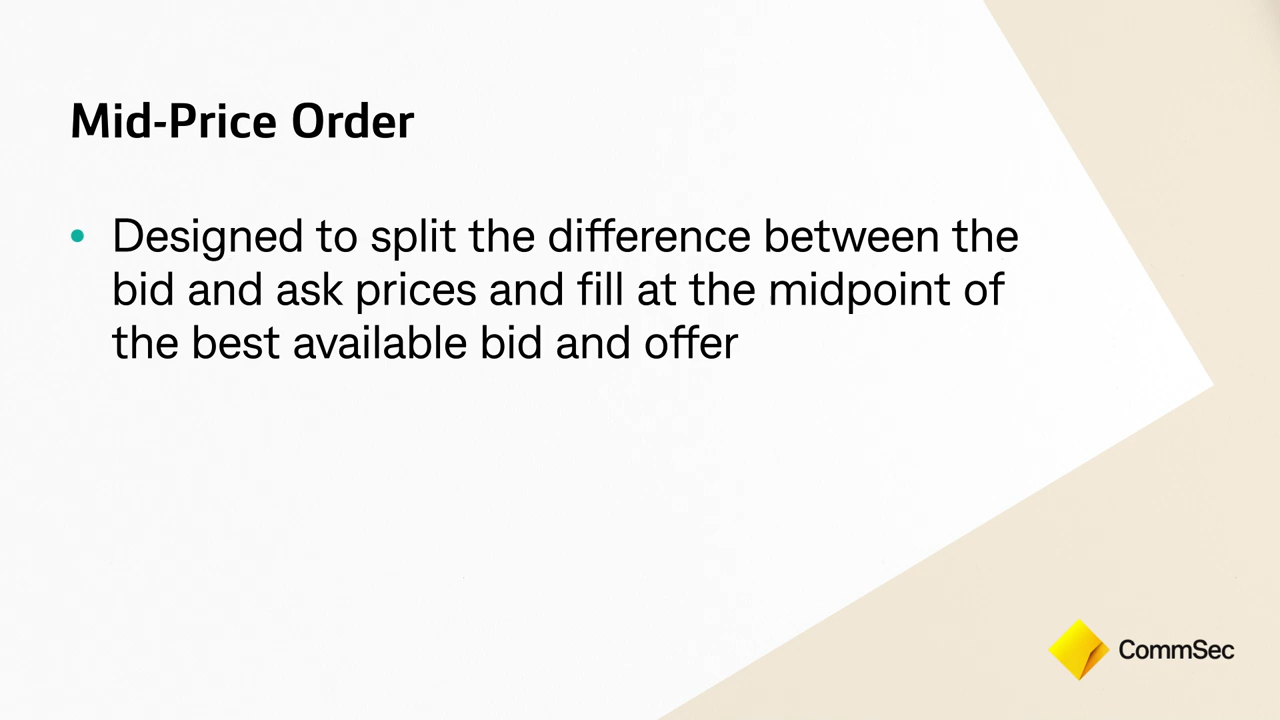 Mid-Price Order
• Designed to split the difference between the
bid and ask prices and fill at the midpoint of
the best available bid and offer
CommSec